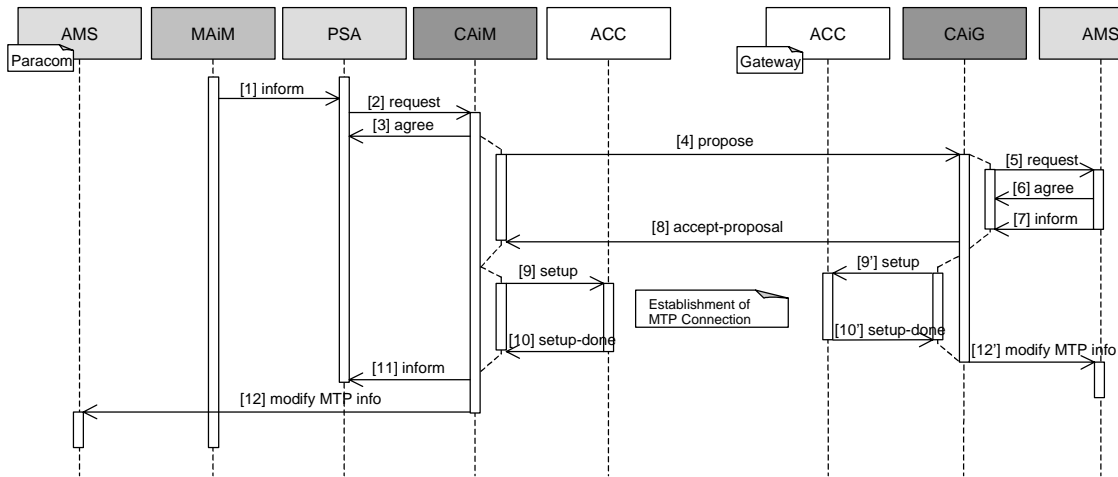 AMS
MAiM
PSA
CAiM
ACC
ACC
CAiG
AMS
Paracom
Gateway
[1] inform
[2] request
[3] agree
[4] propose
[5] request
[6] agree
[7] inform
[8] accept-proposal
[9] setup
[9'] setup
Establishment of
MTP Connection
[10] setup-done
[10'] setup-done
[11] inform
[12'] modify MTP info
[12] modify MTP info